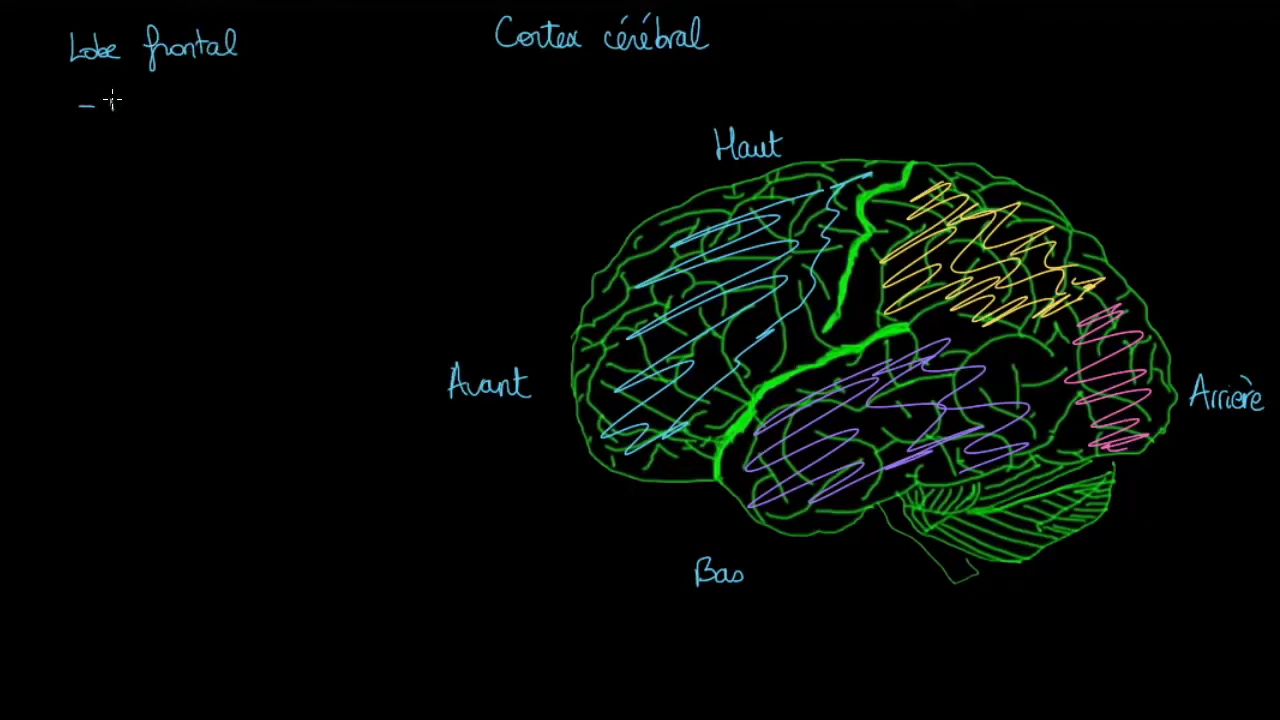 Lobe frontal
Cortex cérébral
-
Haut
Avant
Arrière
Bas